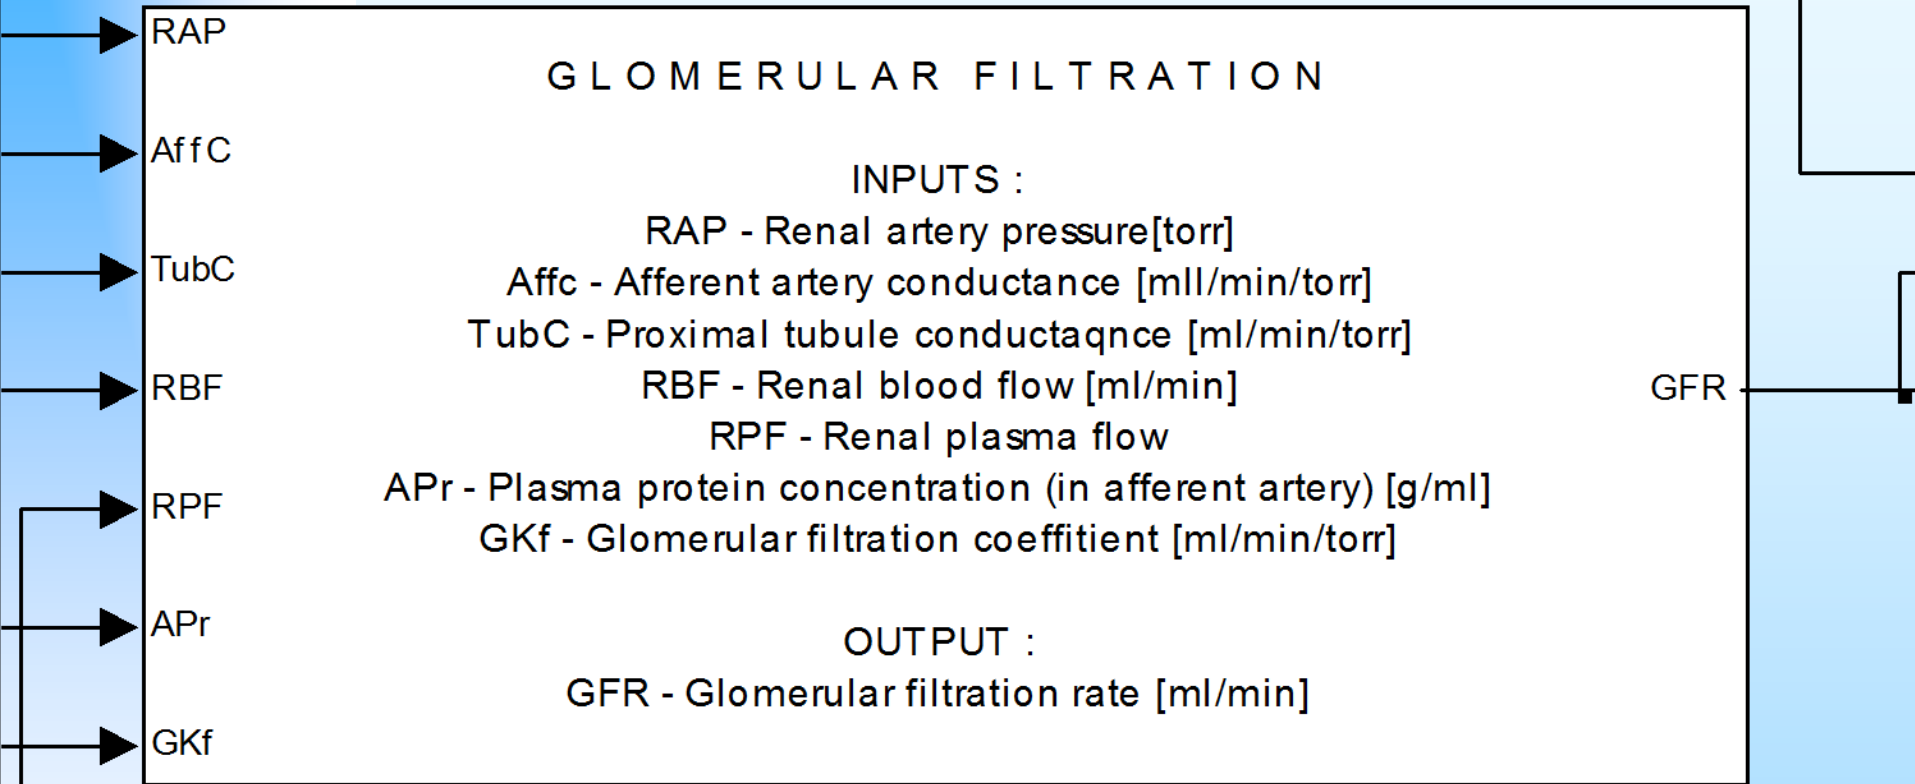 RAP
GLOMERULAR FILTRATION
AffC
INPUTS :
RAP - Renal artery pressure[torr]
TubC
Affc - Afferent artery conductance [mll/min/torr]
TubC - Proximal tubule conductaqnce [ml/min/torr]
RBF
RBF - Renal blood flow [ml/min]
GFR
RPF - Renal plasma flow
APr - Plasma protein concentration (in afferent artery) [g/ml]
RPF
GKf - Glomerular filtration coeffitient [ml/min/torr]
APr
OUTPUT :
GFR - Glomerular filtration rate [ml/min]
GKf